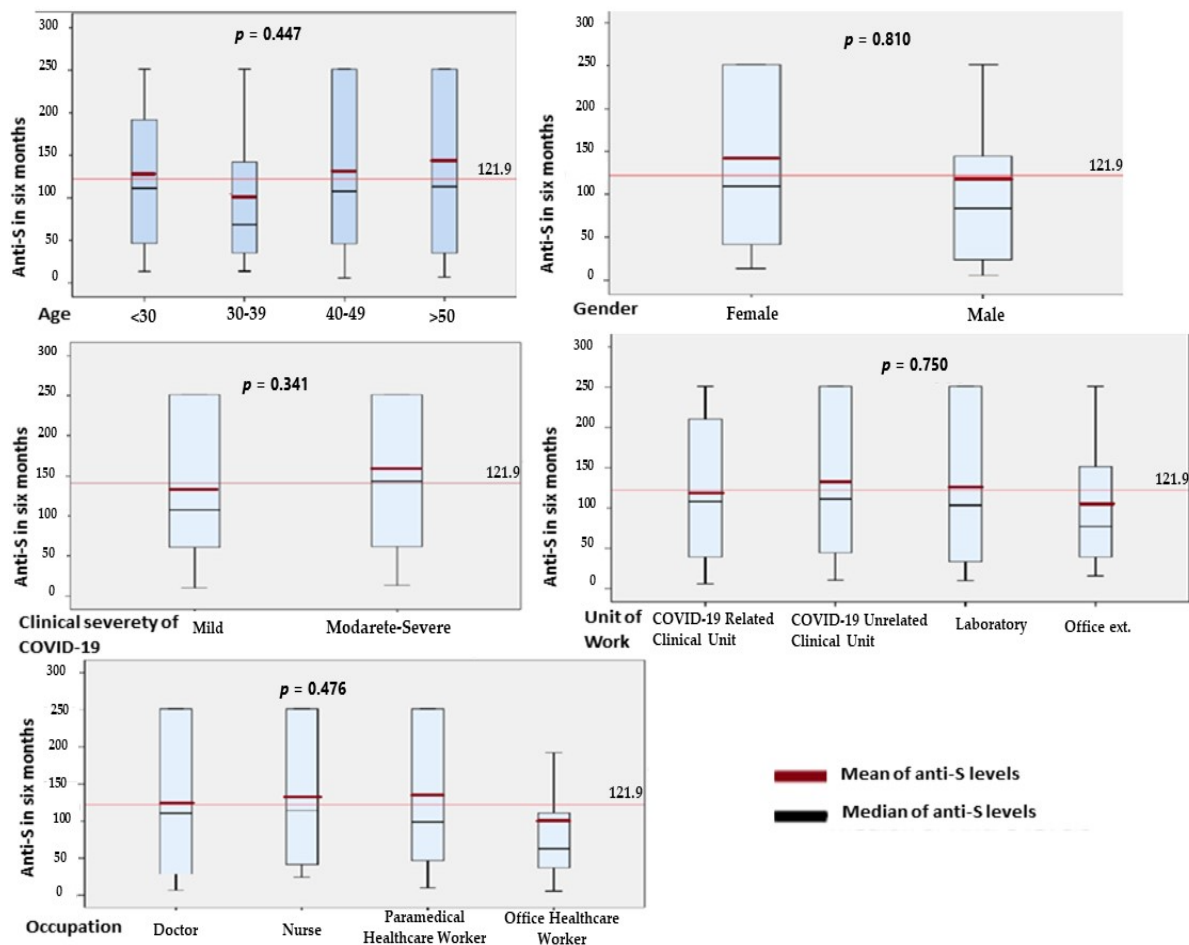 p = 0.447
Anti-S in six months
300
250
200
150
100
50
0
121.9
Age
<30
30-39
40-49
>50
p = 0.810
Anti-S in six months
300
250
200
150
100
50
0
121.9
Gender
Female
Male
p = 0.341
Anti-S in six months
300
250
200
150
100
50
0
121.9
Clinical severety of
COVID-19
Mild
Modarete-Severe
p = 0.750
Anti-S in six months
300
250
200
150
100
50
0
121.9
Unit of
Work
COVID-19 Related
Clinical Unit
COVID-19 Unrelated
Clinical Unit
Laboratory
Office ext.
p = 0.476
Anti-S in six months
300
250
200
150
100
50
0
121.9
Occupation
Doctor
Nurse
Paramedical
Healthcare Worker
Office Healthcare
Worker
Mean of anti-S levels
Median of anti-S levels